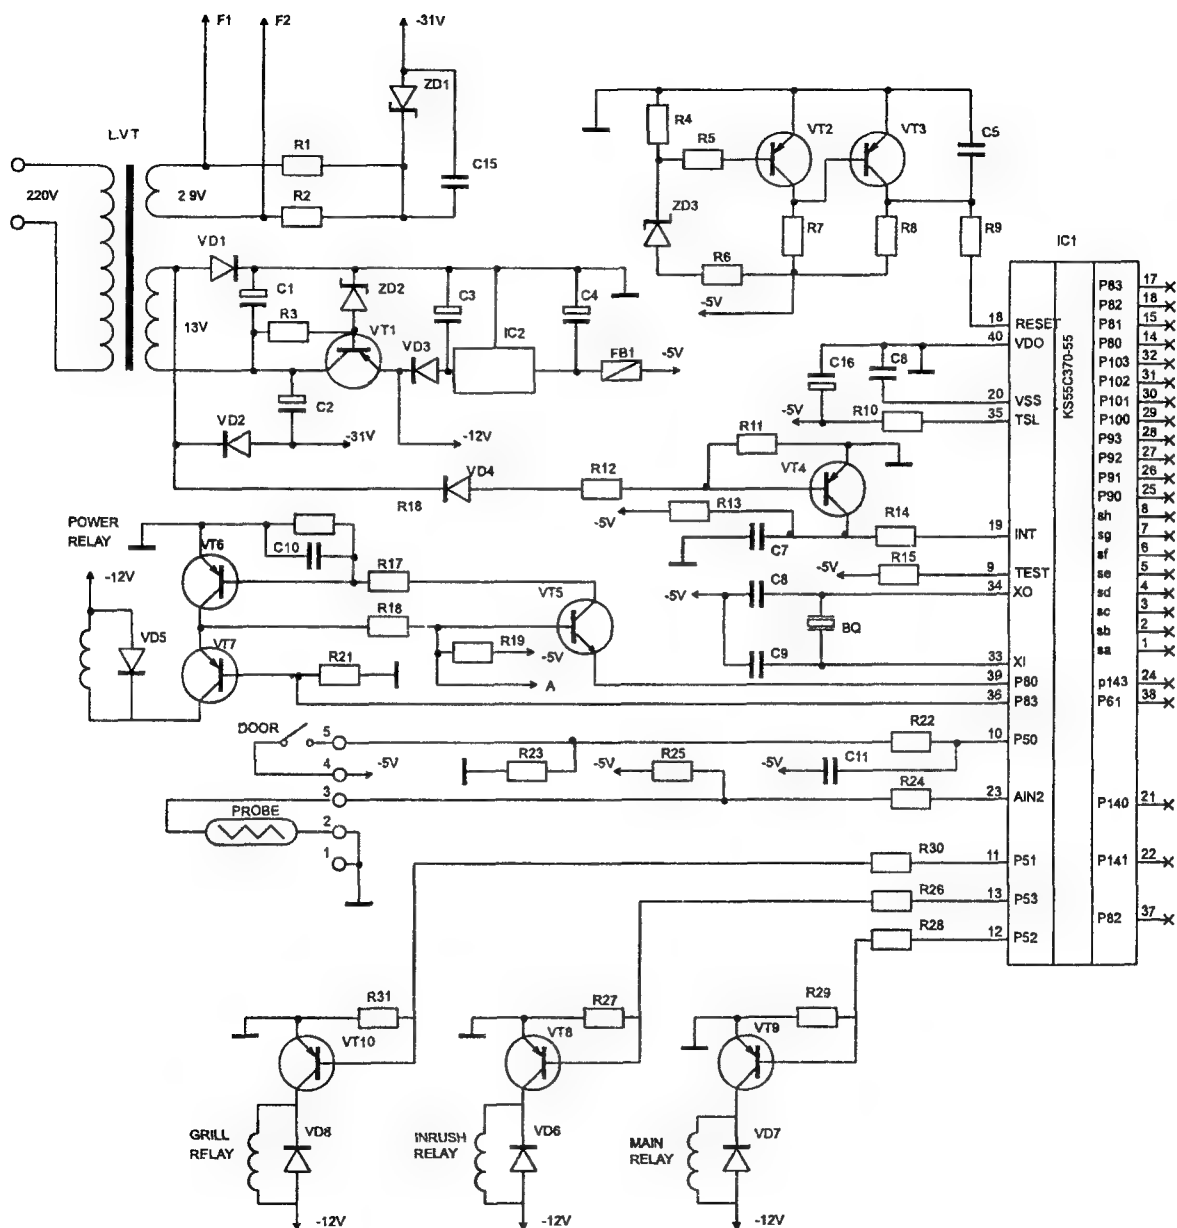 F1
F2
-31V
ZD1
L.VT
R4
R5
VT2
VT3
C5
R1
C15
220V
2 9V
R2
ZD3
R7
R8
R9
IC1
VD1
R6
-5V
C1
ZD2
C3
C4
R3
VT1
13V
VD3
IC2
FB1
-5V
C2
VD2
-31V
-12V
18 RESET
40 VDO
C16
C8
20 VSS
-5V
R10
35 TSL
KS55C370-55
P83 17
P82 18
P81 15
P80 14
P103 32
P102 31
P101 30
P100 29
P93 28
P92 27
P91 26
P90 25
sh 8
sg 7
sf 6
se 5
sd 4
sc 3
sb 2
sa 1
p143 24
P61 38
P140 21
P141 22
P82 37
R11
VD4
R12
VT4
R18
R13
-5V
C7
R14
19 INT
R15
-5V
9 TEST
34 XO
C8
-5V
BQ
C9
33 XI
39 P80
36 P83
POWER
RELAY
VT6
C10
R17
VT5
-12V
R18
VD5
VT7
R19
-5V
R21
A
DOOR
5
R22
10 P50
4
-5V
R23
-5V
R25
-5V
C11
3
R24
23 AIN2
PROBE
2
1
R30
11 P51
R26
13 P53
R28
12 P52
R31
VT10
R27
VT8
R29
VT9
GRILL
RELAY
VD8
INRUSH
RELAY
VD6
MAIN
RELAY
VD7
-12V
-12V
-12V